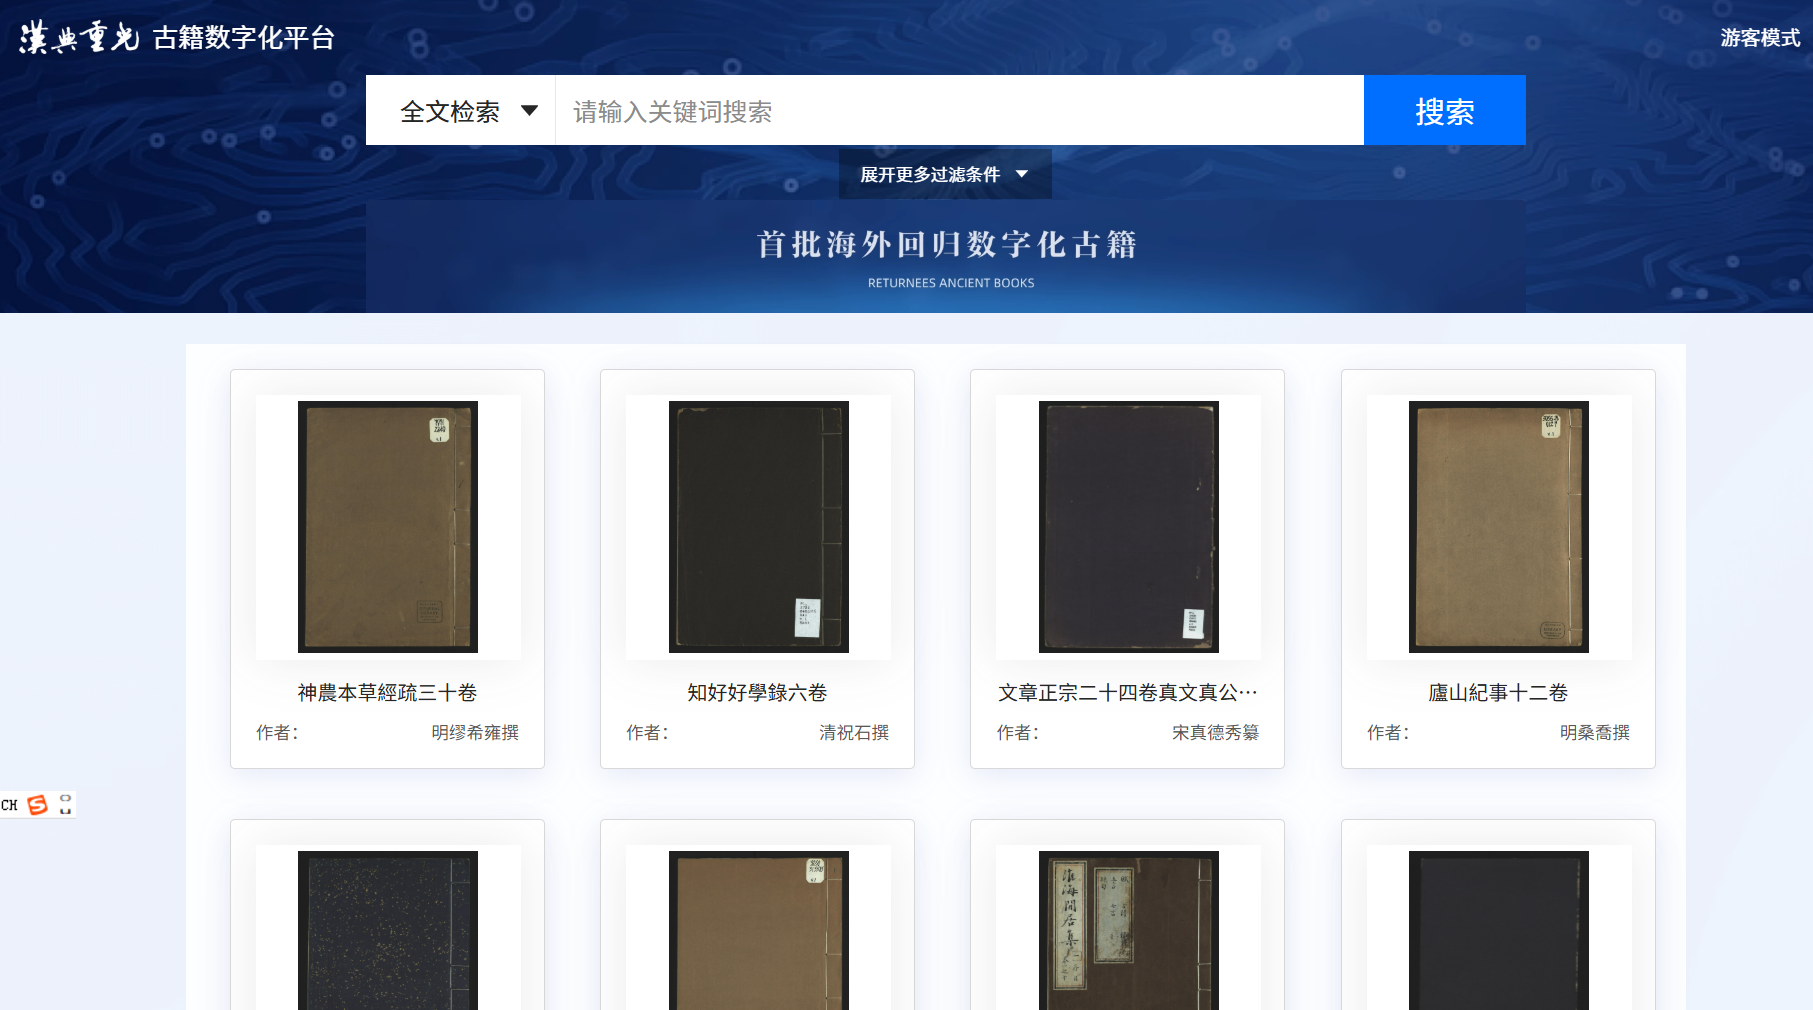 漢典重光 古籍数字化平台
游客模式
全文检索
请输入关键词搜索
搜索
展开更多过滤条件
首批海外回归数字化古籍
RETURNEES ANCIENT BOOKS
神農本草經疏三十卷
作者：
明缪希雍撰
知好好學錄六卷
作者：
清祝石撰
文章正宗二十四卷真文真公…
作者：
宋真德秀纂
廬山紀事十二卷
作者：
明桑喬撰
CH
淮海閒居集